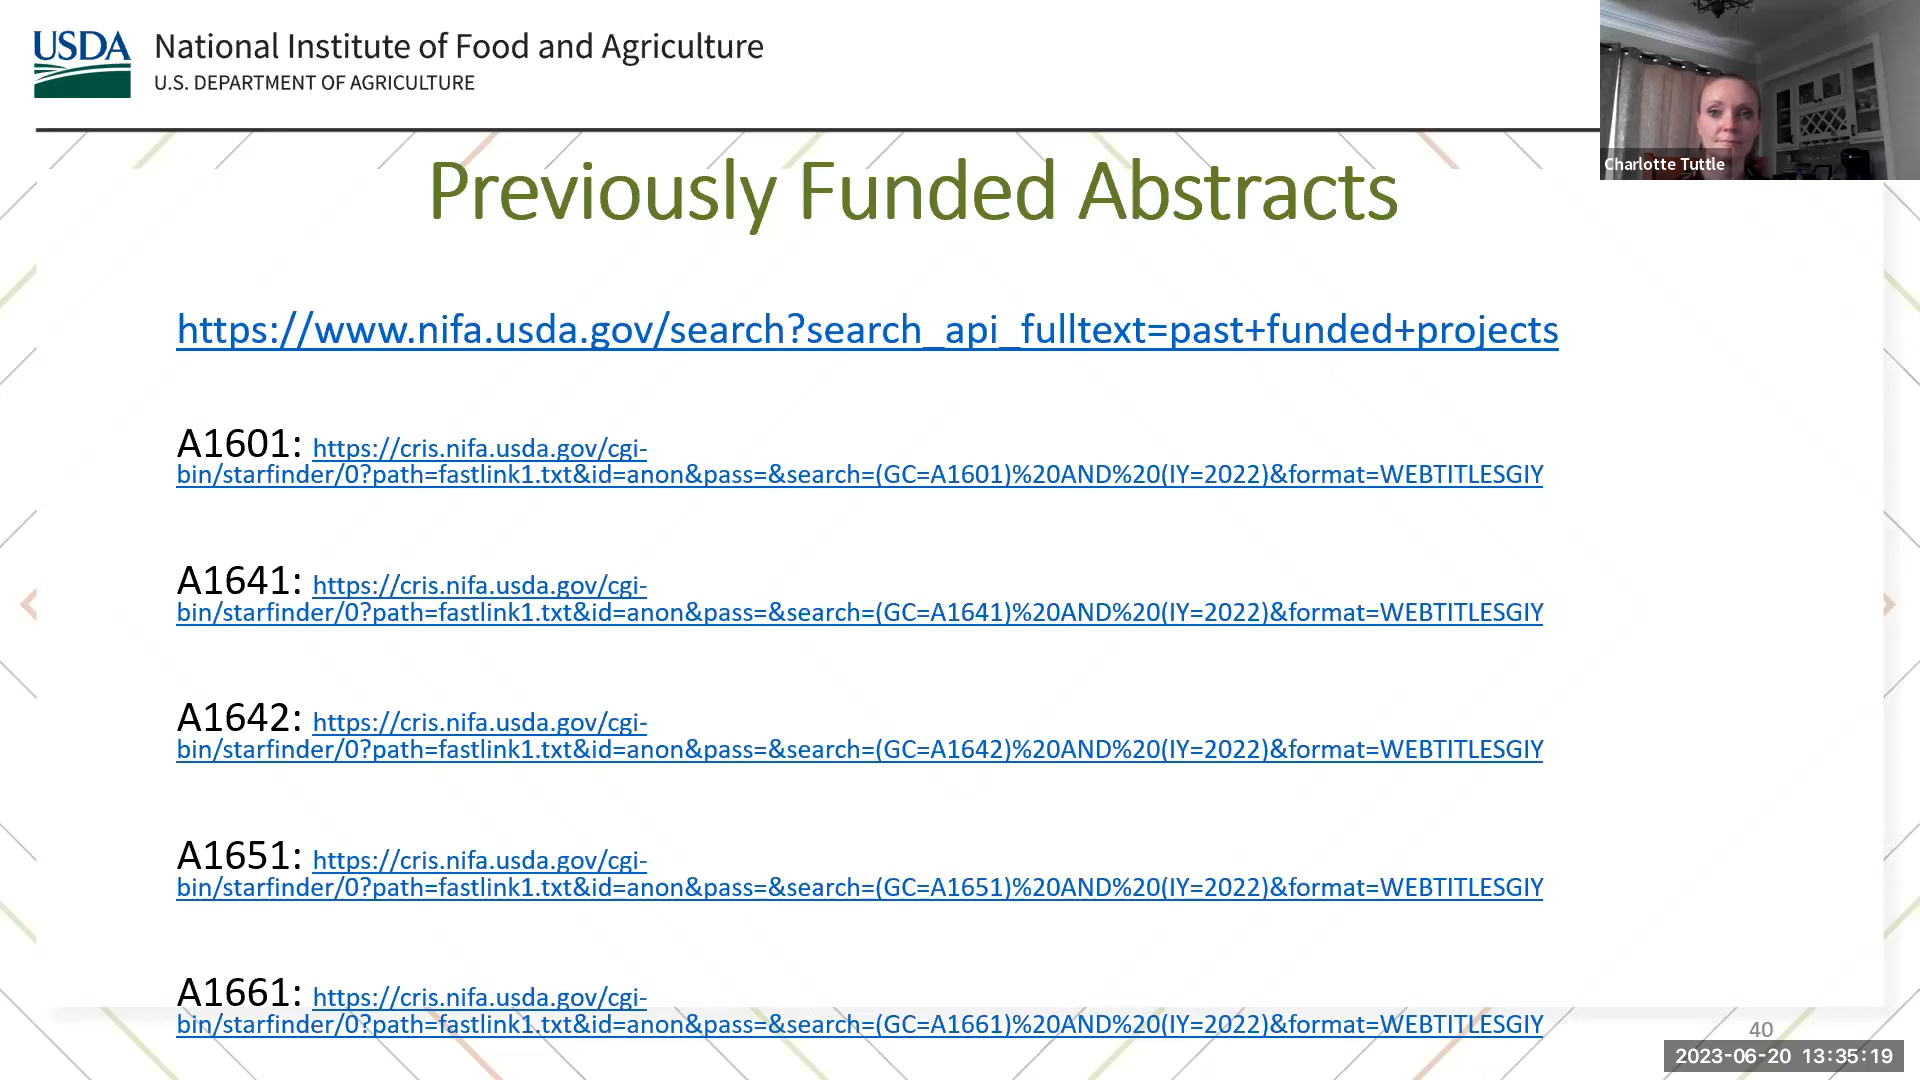 USDA
National Institute of Food and Agriculture
U.S. DEPARTMENT OF AGRICULTURE
Charlotte Tuttle
Previously Funded Abstracts
https://www.nifa.usda.gov/search?search_api_fulltext=past+funded+projects
A1601: https://cris.nifa.usda.gov/cgi-
bin/starfinder/0?path=fastlink1.txt&id=anon&pass=&search=(GC=A1601)%20AND%20(IY=2022)&format=WEBTITLESGIY
A1641: https://cris.nifa.usda.gov/cgi-
bin/starfinder/0?path=fastlink1.txt&id=anon&pass=&search=(GC=A1641)%20AND%20(IY=2022)&format=WEBTITLESGIY
A1642: https://cris.nifa.usda.gov/cgi-
bin/starfinder/0?path=fastlink1.txt&id=anon&pass=&search=(GC=A1642)%20AND%20(IY=2022)&format=WEBTITLESGIY
A1651: https://cris.nifa.usda.gov/cgi-
bin/starfinder/0?path=fastlink1.txt&id=anon&pass=&search=(GC=A1651)%20AND%20(IY=2022)&format=WEBTITLESGIY
A1661: https://cris.nifa.usda.gov/cgi-
bin/starfinder/0?path=fastlink1.txt&id=anon&pass=&search=(GC=A1661)%20AND%20(IY=2022)&format=WEBTITLESGIY
40
2023-06-20 13:35:19